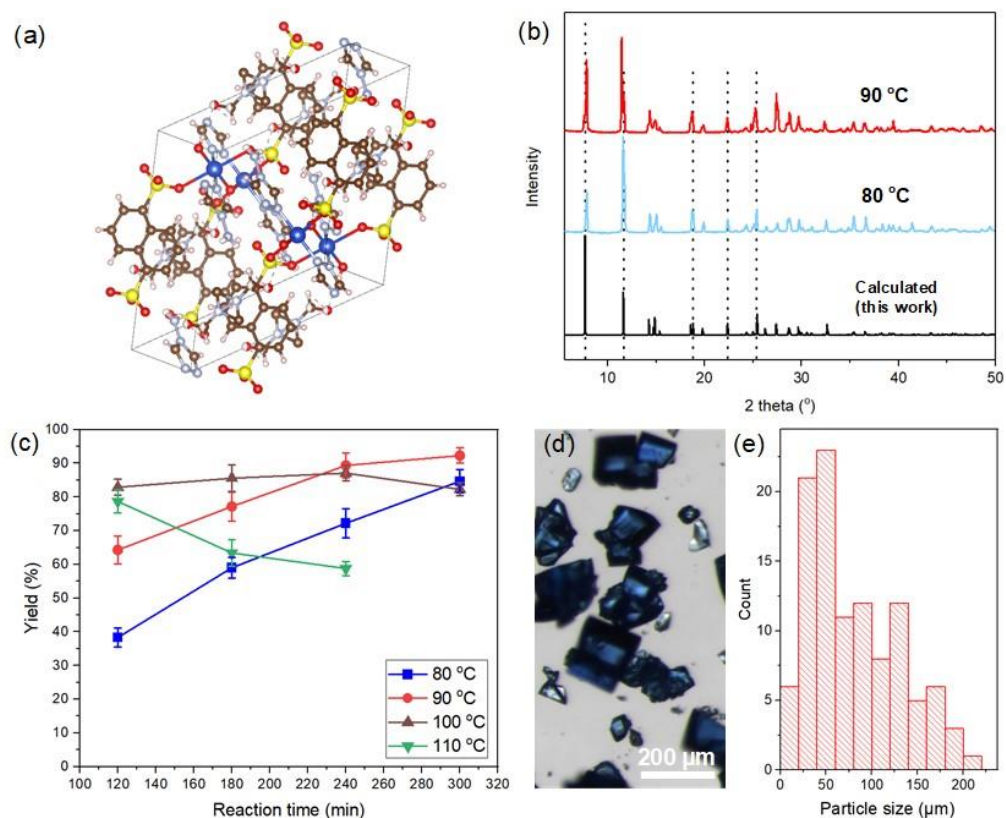 (a)
(b)
90 °C
80 °C
Calculated
(this work)
Intensity
10
20
30
40
50
2 theta (°)
(c)
100
90
80
70
60
50
40
30
20
10
0
Yield (%)
80 °C
90 °C
100 °C
110 °C
100 120 140 160 180 200 220 240 260 280 300 320
Reaction time (min)
(d)
200 µm
(e)
20
15
10
5
0
Count
0 50 100 150 200
Particle size (µm)